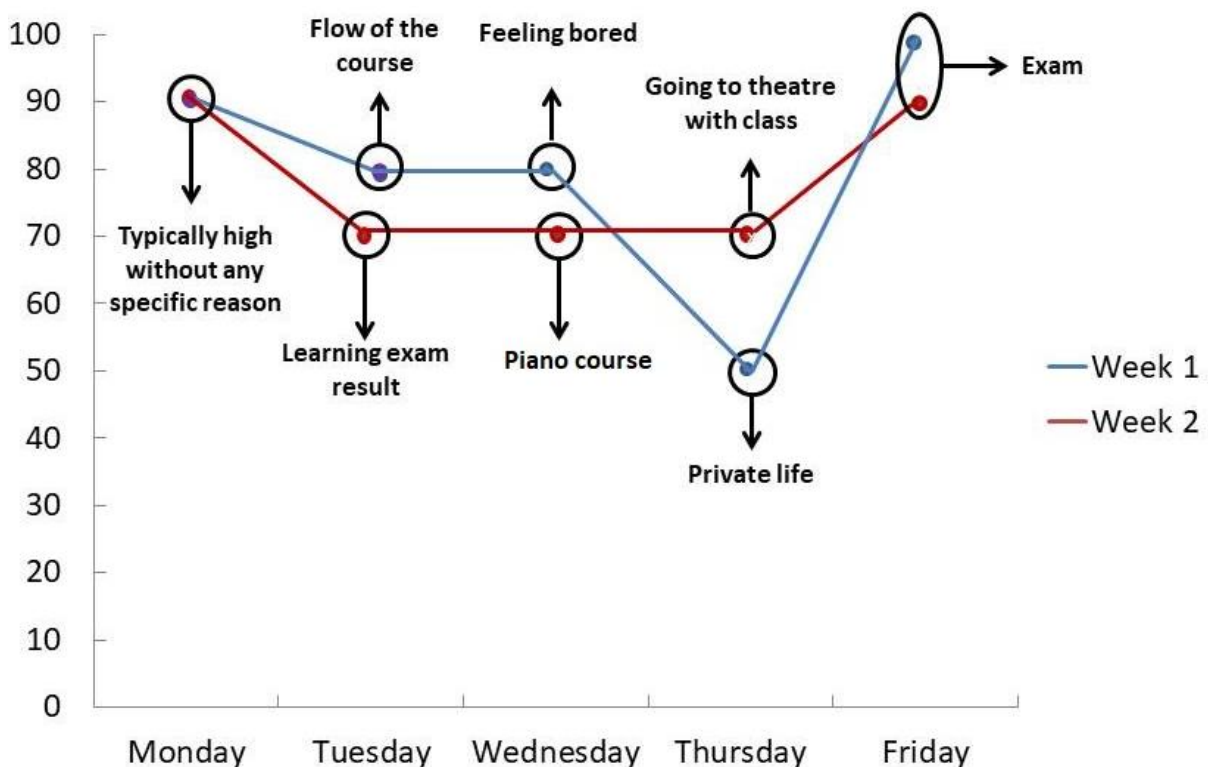 100
90
80
70
60
50
40
30
20
10
0
Flow of the
course
Feeling bored
Going to theatre
with class
Exam
Typically high
without any
specific reason
Learning exam
result
Piano course
Private life
Week 1
Week 2
Monday
Tuesday
Wednesday
Thursday
Friday